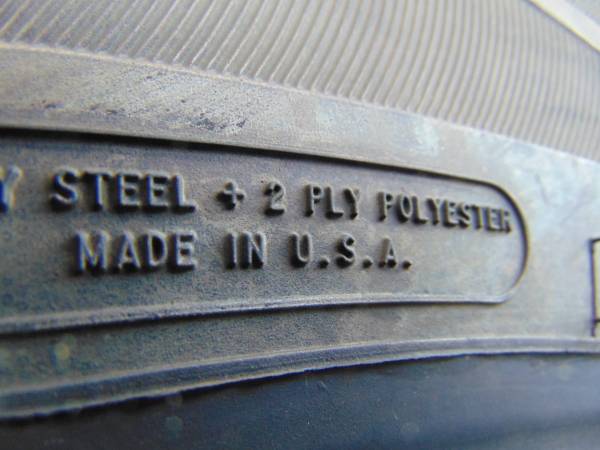 Y STEEL + 2 PLY POLYESTER
MADE IN U.S.A.